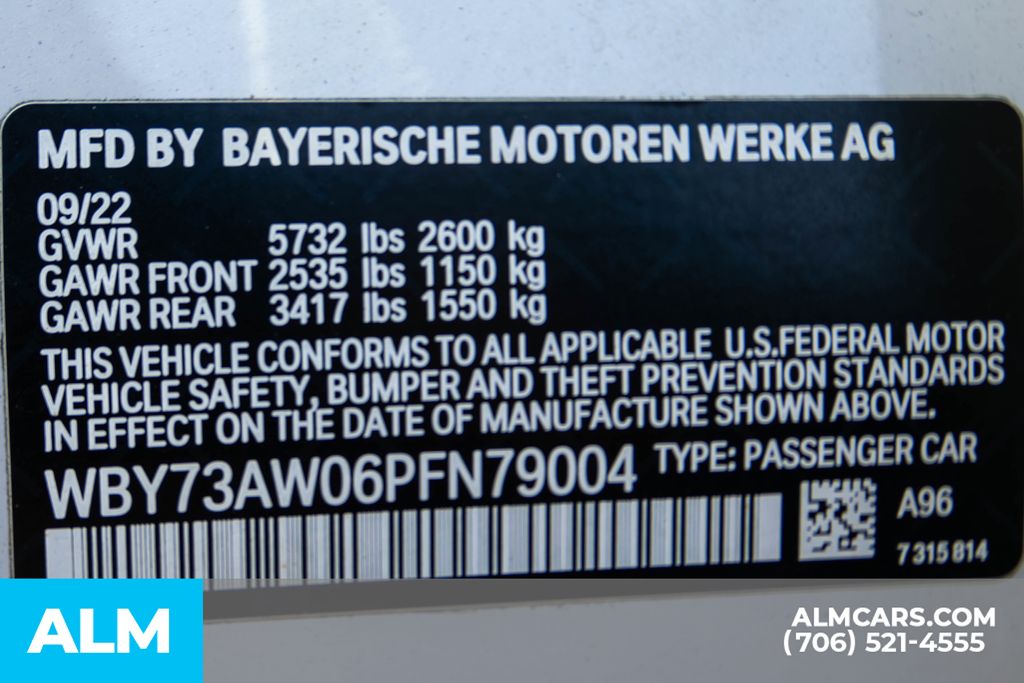 MFD BY BAYERISCHE MOTOREN WERKE AG
09/22
GVWR 5732 lbs 2600 kg
GAWR FRONT 2535 lbs 1150 kg
GAWR REAR 3417 lbs 1550 kg
THIS VEHICLE CONFORMS TO ALL APPLICABLE U.S.FEDERAL MOTOR
VEHICLE SAFETY, BUMPER AND THEFT PREVENTION STANDARDS
IN EFFECT ON THE DATE OF MANUFACTURE SHOWN ABOVE.
WBY73AW06PFN79004 TYPE: PASSENGER CAR
A96
7315814
ALM
ALMCARS.COM
(706) 521-4555